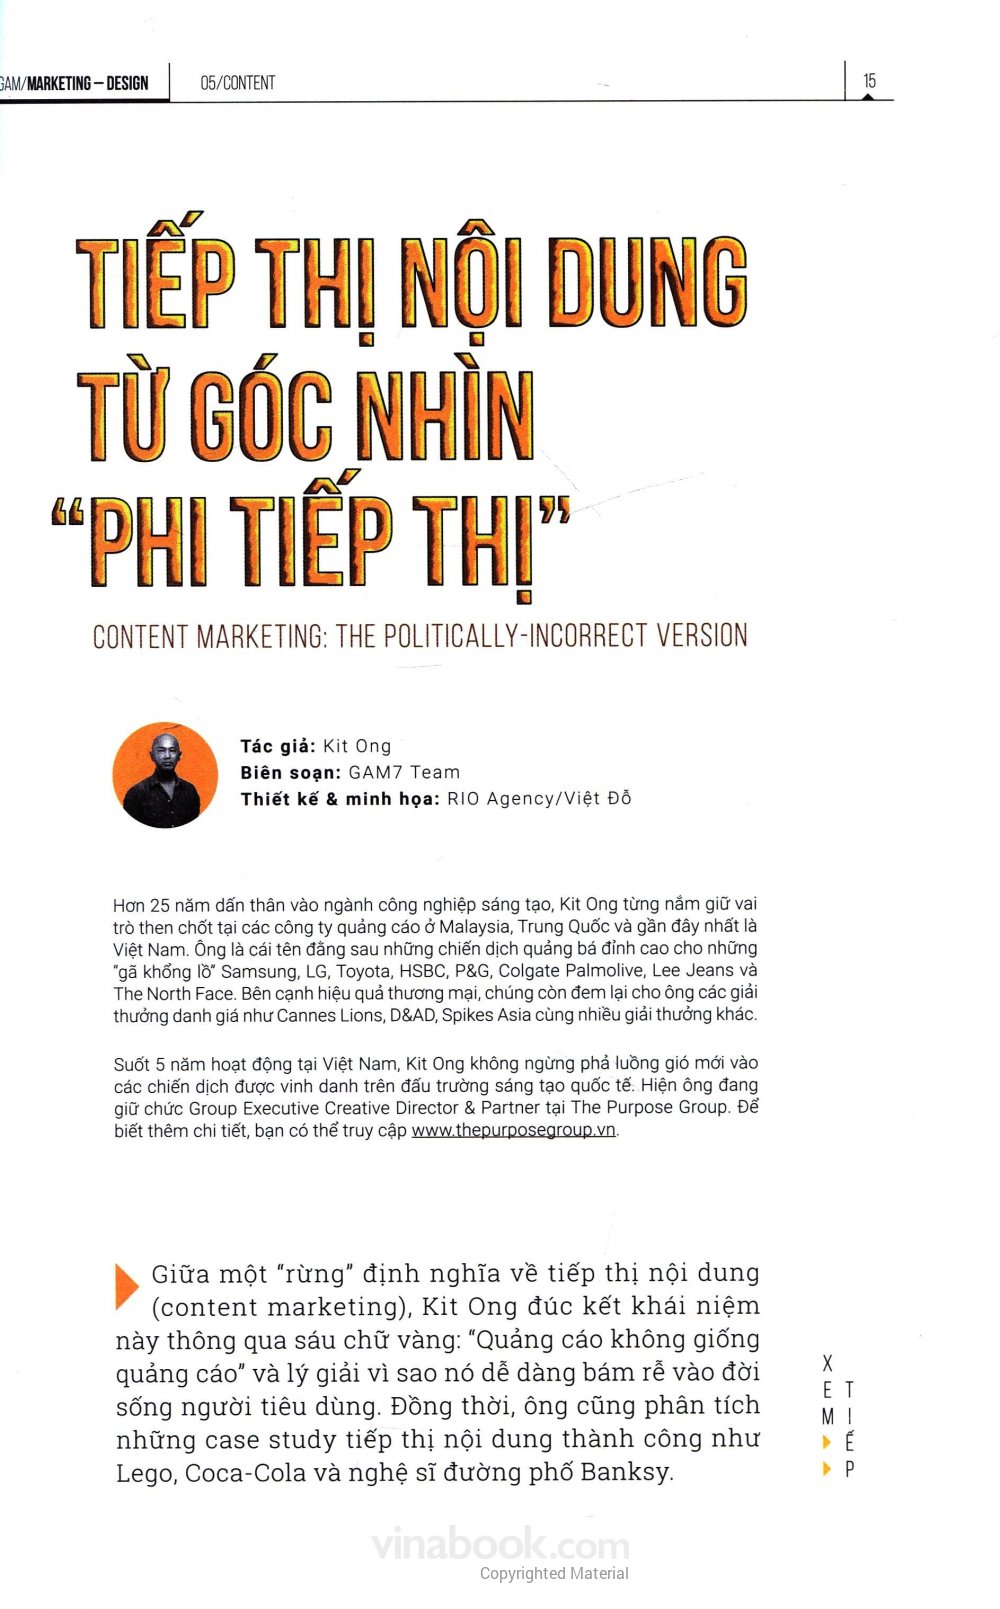 GAM/MARKETING – DESIGN
05/CONTENT
15
TIẾP THỊ NỘI DUNG
TỪ GÓC NHÌN
“PHI TIẾP THỊ”
CONTENT MARKETING: THE POLITICALLY-INCORRECT VERSION
Tác giả: Kit Ong
Biên soạn: GAM7 Team
Thiết kế & minh họa: RIO Agency/Việt Đỗ
Hơn 25 năm dấn thân vào ngành công nghiệp sáng tạo, Kit Ong từng nắm giữ vai
trò then chốt tại các công ty quảng cáo ở Malaysia, Trung Quốc và gần đây nhất là
Việt Nam. Ông là cái tên đằng sau những chiến dịch quảng bá đỉnh cao cho những
“gã khổng lồ” Samsung, LG, Toyota, HSBC, P&G, Colgate Palmolive, Lee Jeans và
The North Face. Bên cạnh hiệu quả thương mại, chúng còn đem lại cho ông các giải
thưởng danh giá như Cannes Lions, D&AD, Spikes Asia cùng nhiều giải thưởng khác.
Suốt 5 năm hoạt động tại Việt Nam, Kit Ong không ngừng phả luồng gió mới vào
các chiến dịch được vinh danh trên đấu trường sáng tạo quốc tế. Hiện ông đang
giữ chức Group Executive Creative Director & Partner tại The Purpose Group. Để
biết thêm chi tiết, bạn có thể truy cập www.thepurposegroup.vn.
Giữa một “rừng” định nghĩa về tiếp thị nội dung
(content marketing), Kit Ong đúc kết khái niệm
này thông qua sáu chữ vàng: “Quảng cáo không giống
quảng cáo” và lý giải vì sao nó dễ dàng bám rễ vào đời
sống người tiêu dùng. Đồng thời, ông cũng phân tích
những case study tiếp thị nội dung thành công như
Lego, Coca-Cola và nghệ sĩ đường phố Banksy.
XEM
TIẾP
vinabook.com
Copyrighted Material